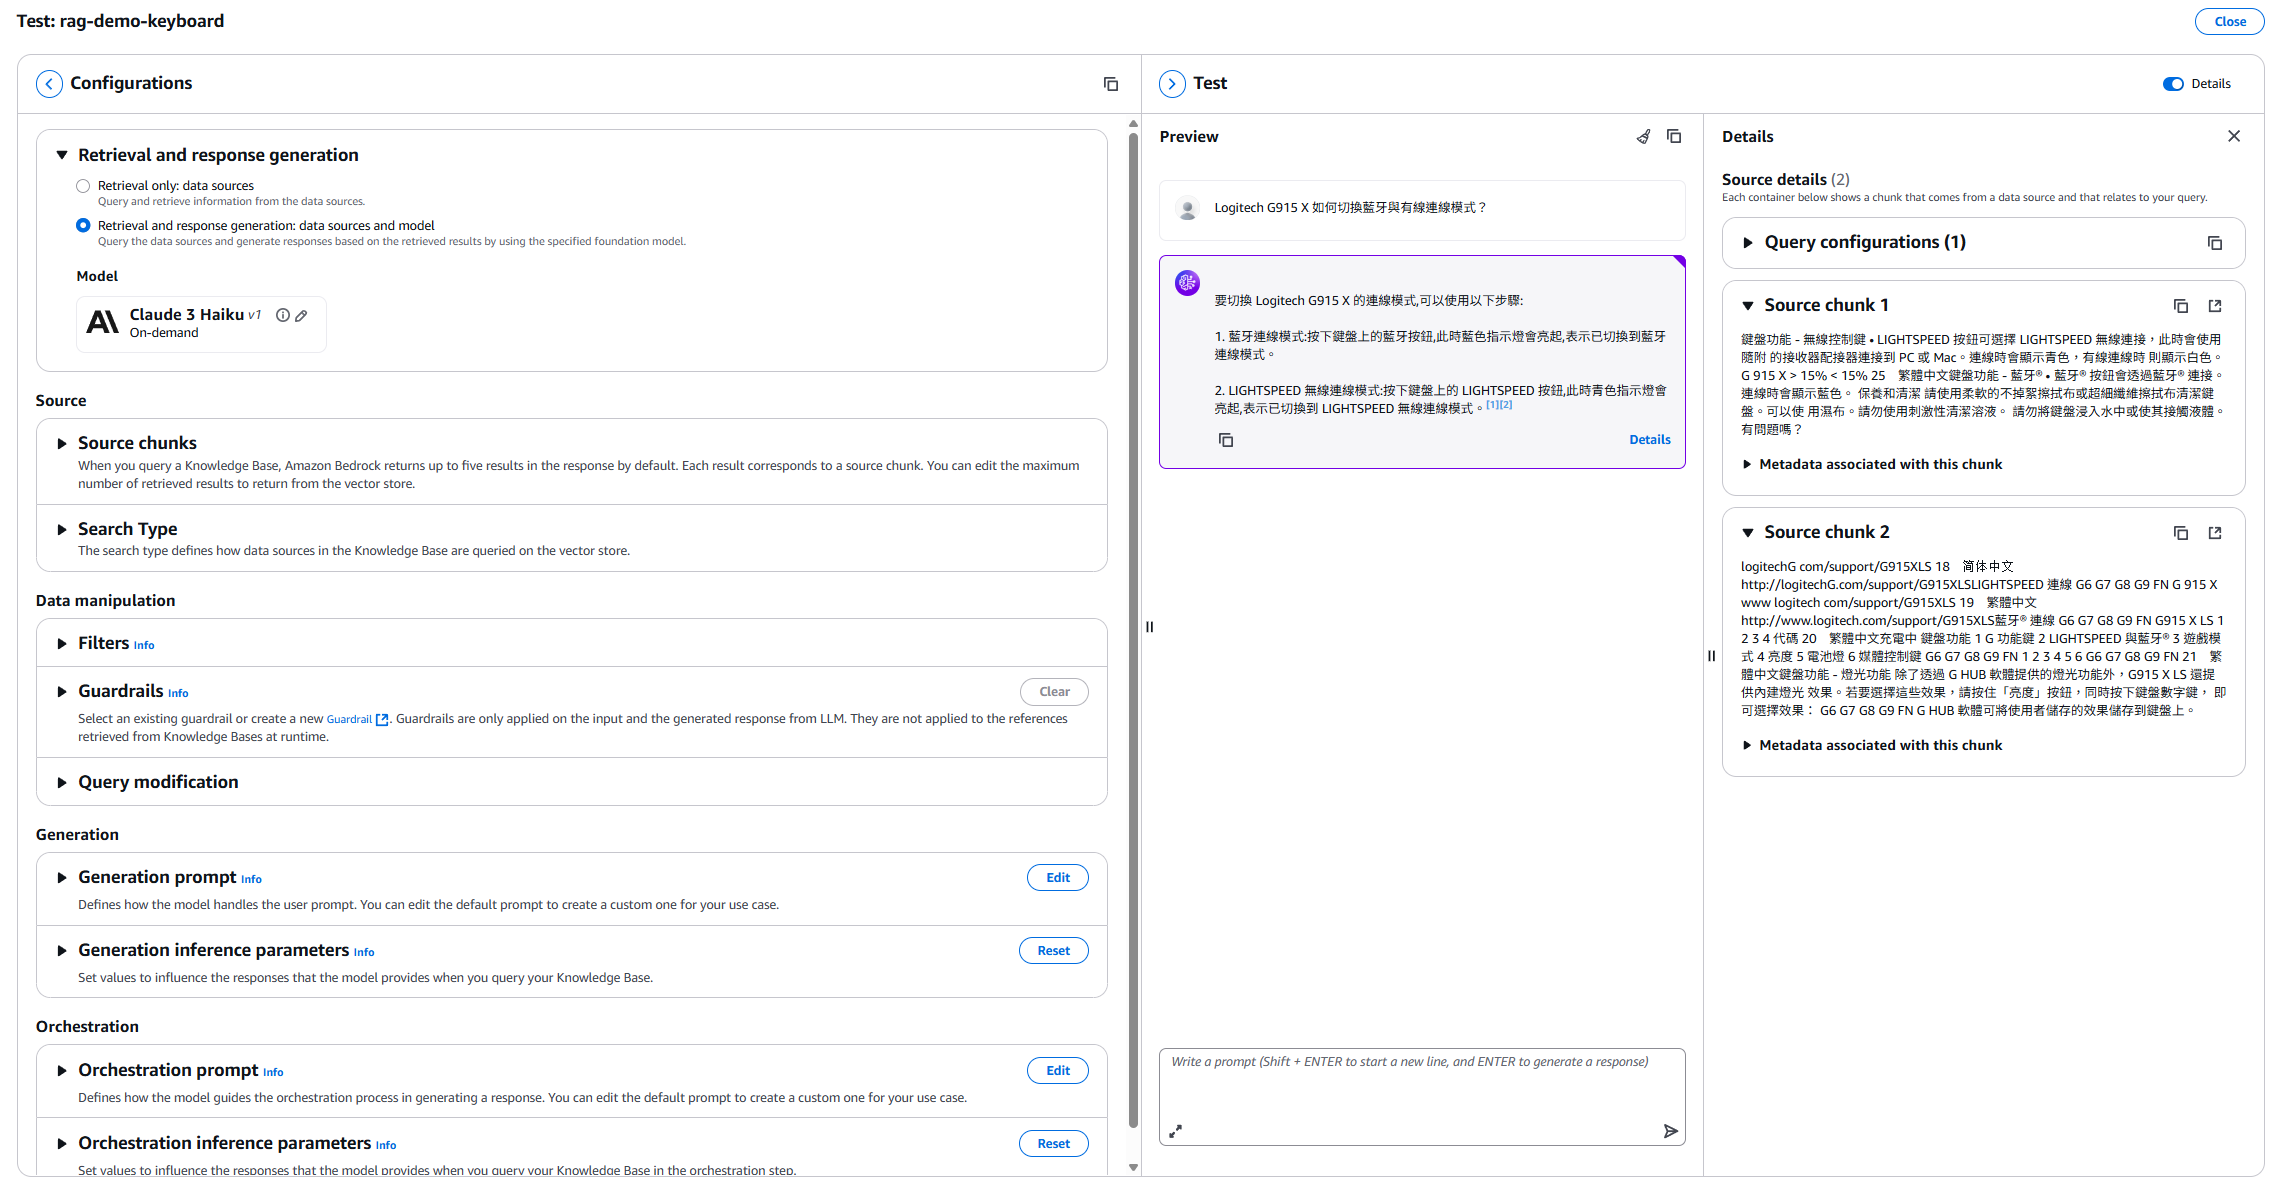 Test: rag-demo-keyboard
Close
Configurations
Retrieval and response generation
Retrieval only: data sources
Query and retrieve information from the data sources.
Retrieval and response generation: data sources and model
Query the data sources and generate responses based on the retrieved results by using the specified foundation model.
Model
Claude 3 Haiku v1
On-demand
Source
Source chunks
When you query a Knowledge Base, Amazon Bedrock returns up to five results in the response by default. Each result corresponds to a source chunk. You can edit the maximum
number of retrieved results to return from the vector store.
Search Type
The search type defines how data sources in the Knowledge Base are queried on the vector store.
Data manipulation
Filters Info
Guardrails Info
Clear
Select an existing guardrail or create a new Guardrail. Guardrails are only applied on the input and the generated response from LLM. They are not applied to the references
retrieved from Knowledge Bases at runtime.
Query modification
Generation
Generation prompt Info
Edit
Defines how the model handles the user prompt. You can edit the default prompt to create a custom one for your use case.
Generation inference parameters Info
Reset
Set values to influence the responses that the model provides when you query your Knowledge Base.
Orchestration
Orchestration prompt Info
Edit
Defines how the model guides the orchestration process in generating a response. You can edit the default prompt to create a custom one for your use case.
Orchestration inference parameters Info
Reset
Set values to influence the responses that the model provides when you query your Knowledge Base in the orchestration step.
Test
Details
Preview
Logitech G915 X 如何切換藍牙與有線連線模式？
要切換 Logitech G915 X 的連線模式,可以使用以下步驟:
1. 藍牙連線模式:按下鍵盤上的藍牙按鈕,此時藍色指示燈會亮起,表示已切換到藍牙
連線模式。
2. LIGHTSPEED 無線連線模式:按下鍵盤上的 LIGHTSPEED 按鈕,此時青色指示燈會
亮起,表示已切換到 LIGHTSPEED 無線連線模式。[1][2]
Details
Write a prompt (Shift + ENTER to start a new line, and ENTER to generate a response)
Details
Source details (2)
Each container below shows a chunk that comes from a data source and that relates to your query.
Query configurations (1)
Source chunk 1
鍵盤功能 - 無線控制鍵 • LIGHTSPEED 按鈕可選擇 LIGHTSPEED 無線連接，此時會使用
隨附 的接收器配接器連接到 PC 或 Mac。連線時會顯示青色，有線連線時 則顯示白色。
G 915 X > 15% < 15% 25 繁體中文鍵盤功能 - 藍牙® • 藍牙® 按鈕會透過藍牙® 連接。
連線時會顯示藍色。 保養和清潔 請使用柔軟的不掉絮擦拭布或超細纖維擦拭布清潔鍵
盤。可以使 用濕布。請勿使用刺激性清潔溶液。 請勿將鍵盤浸入水中或使其接觸液體。
有問題嗎？
Metadata associated with this chunk
Source chunk 2
logitechG com/support/G915XLS 18 简体中文
http://logitechG.com/support/G915XLSLIGHTSPEED 連線 G6 G7 G8 G9 FN G 915 X
www logitech com/support/G915XLS 19 繁體中文
http://www.logitech.com/support/G915XLS藍牙® 連線 G6 G7 G8 G9 FN G915 X LS 1
2 3 4 代碼 20 繁體中文充電中 鍵盤功能 1 G 功能鍵 2 LIGHTSPEED 與藍牙® 3 遊戲模
式 4 亮度 5 電池燈 6 媒體控制鍵 G6 G7 G8 G9 FN 1 2 3 4 5 6 G6 G7 G8 G9 FN 21 繁
體中文鍵盤功能 - 燈光功能 除了透過 G HUB 軟體提供的燈光功能外，G915 X LS 還提
供內建燈光 效果。若要選擇這些效果，請按住「亮度」按鈕，同時按下鍵盤數字鍵， 即
可選擇效果： G6 G7 G8 G9 FN G HUB 軟體可將使用者儲存的效果儲存到鍵盤上。
Metadata associated with this chunk